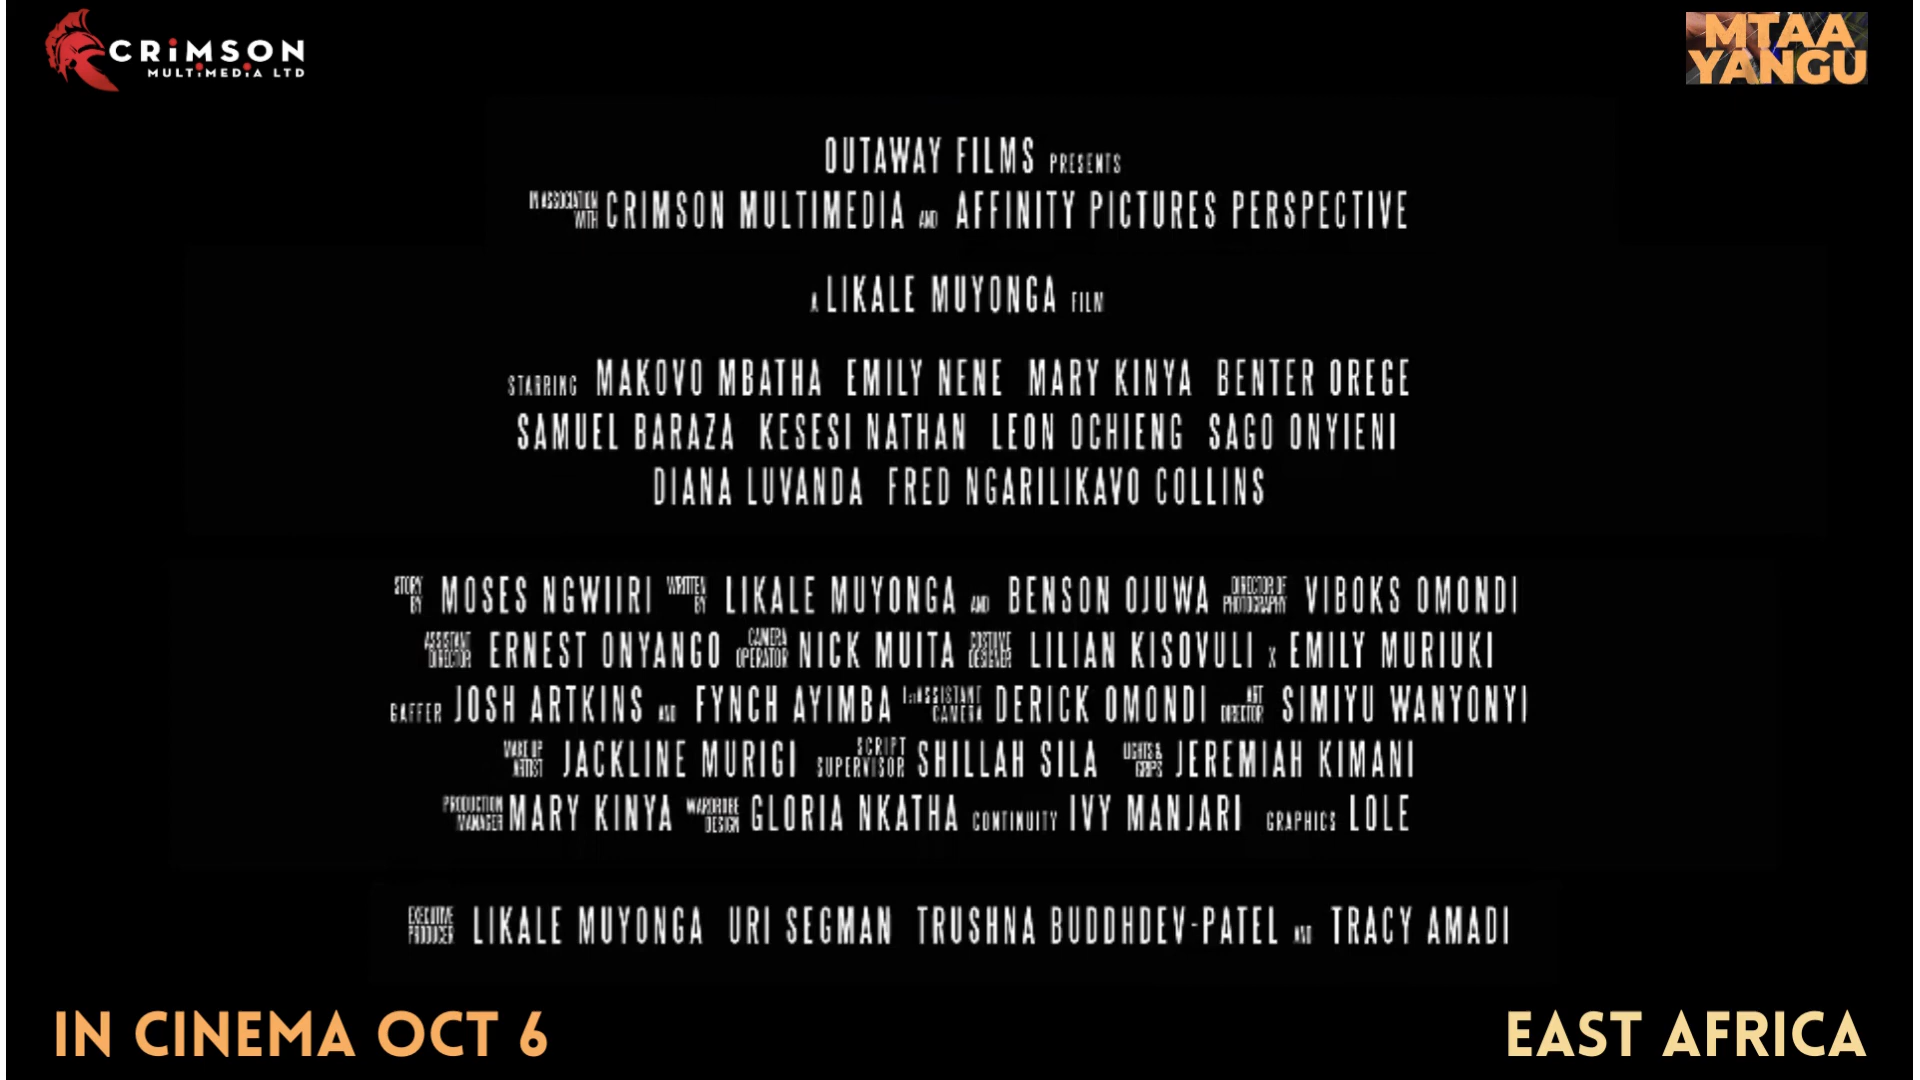 CRiMSON
MULTiMEDiA LTD
MTAA
YANGU
OUTAWAY FILMS PRESENTS
IN ASSOCIATION WITH CRIMSON MULTIMEDIA AND AFFINITY PICTURES PERSPECTIVE
A LIKALE MUYONGA FILM
STARRING MAKOVO MBATHA EMILY NENE MARY KINYA BENTER OREGE
SAMUEL BARAZA KESESI NATHAN LEON OCHIENG SAGO ONYIENI
DIANA LUVANDA FRED NGARILIKAVO COLLINS
STORY BY MOSES NGWIIRI WRITTEN BY LIKALE MUYONGA AND BENSON OJUWA DIRECTOR OF PHOTOGRAPHY VIBOKS OMONDI
ASSISTANT DIRECTOR ERNEST ONYANGO CAMERA OPERATOR NICK MUITA COSTUME DESIGNER LILIAN KISOVULI X EMILY MURIUKI
GAFFER JOSH ARTKINS AND FYNCH AYIMBA 1st ASSISTANT CAMERA DERICK OMONDI ART DIRECTOR SIMIYU WANYONYI
MAKE UP ARTIST JACKLINE MURIGI SCRIPT SUPERVISOR SHILLAH SILA LIGHTS & GRIPS JEREMIAH KIMANI
PRODUCTION MANAGER MARY KINYA WARDROBE DESIGN GLORIA NKATHA CONTINUITY IVY MANJARI GRAPHICS LOLE
EXECUTIVE PRODUCER LIKALE MUYONGA URI SEGMAN TRUSHNA BUDDHDEV-PATEL AND TRACY AMADI
IN CINEMA OCT 6
EAST AFRICA